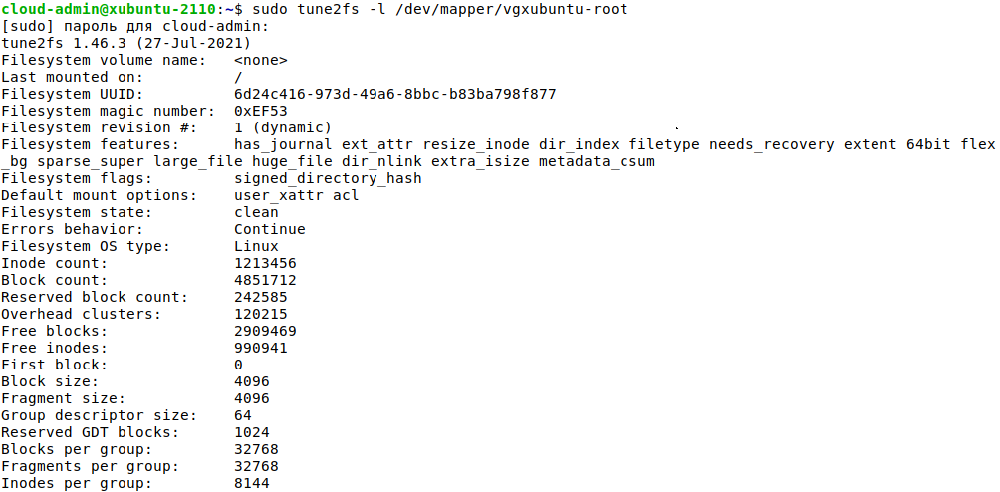 cloud-admin@xubuntu-2110:~$ sudo tune2fs -l /dev/mapper/vgxubuntu-root
[sudo] пароль для cloud-admin:
tune2fs 1.46.3 (27-Jul-2021)
Filesystem volume name:   <none>
Last mounted on:          /
Filesystem UUID:          6d24c416-973d-49a6-8bbc-b83ba798f877
Filesystem magic number:  0xEF53
Filesystem revision #:    1 (dynamic)
Filesystem features:      has_journal ext_attr resize_inode dir_index filetype needs_recovery extent 64bit flex
_bg sparse_super large_file huge_file dir_nlink extra_isize metadata_csum
Filesystem flags:         signed_directory_hash
Default mount options:    user_xattr acl
Filesystem state:         clean
Errors behavior:          Continue
Filesystem OS type:       Linux
Inode count:              1213456
Block count:              4851712
Reserved block count:     242585
Overhead clusters:        120215
Free blocks:              2909469
Free inodes:              990941
First block:              0
Block size:               4096
Fragment size:            4096
Group descriptor size:    64
Reserved GDT blocks:      1024
Blocks per group:         32768
Fragments per group:      32768
Inodes per group:         8144